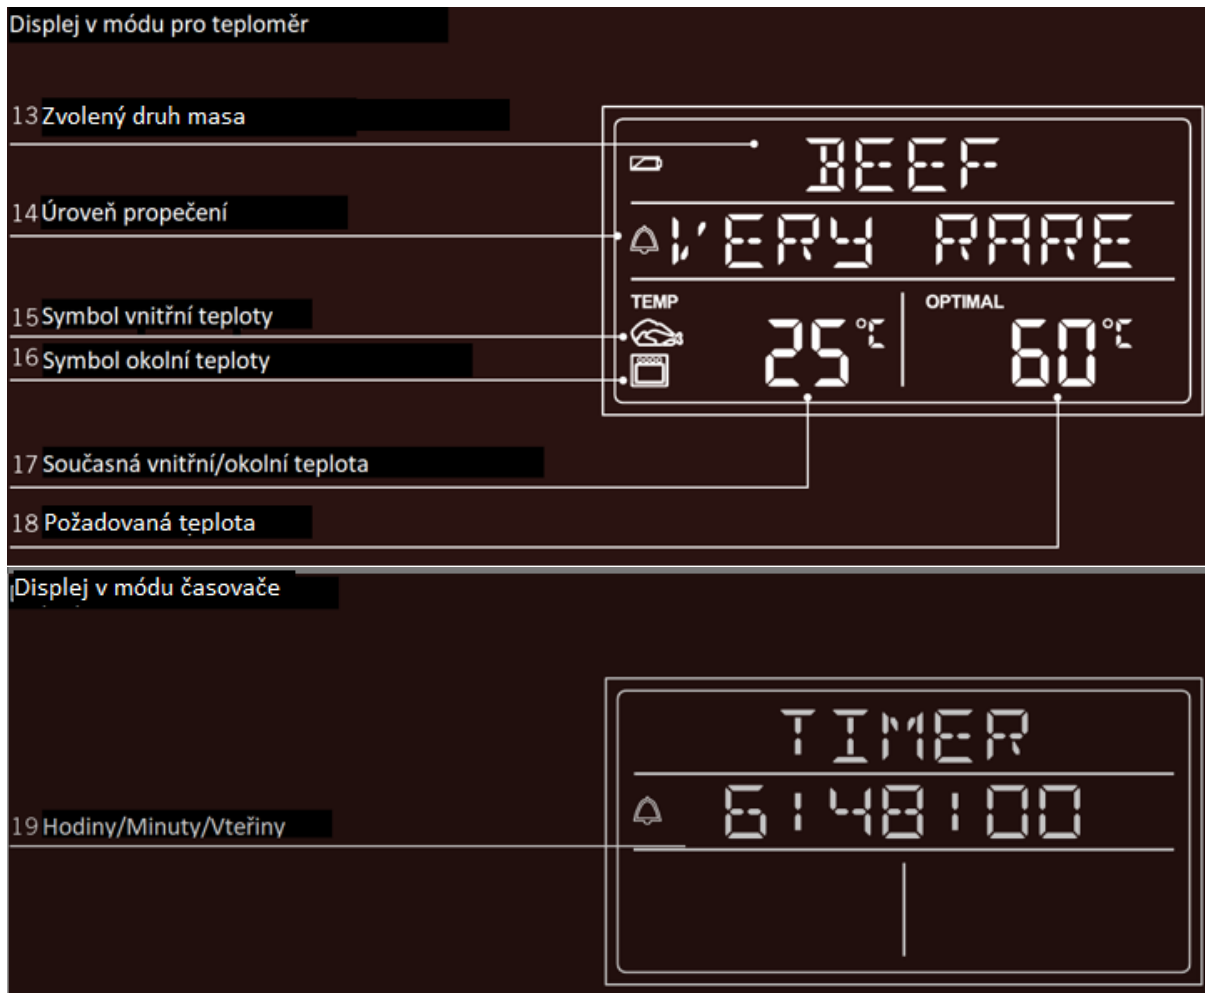 Displej v módu pro teploměr
13 Zvolený druh masa
BEEF
14 Úroveň propečení
VERY RARE
15 Symbol vnitřní teploty
TEMP
OPTIMAL
16 Symbol okolní teploty
25°C
60°C
17 Současná vnitřní/okolní teplota
18 Požadovaná teplota
Displej v módu časovače
TIMER
19 Hodiny/Minuty/Vteřiny
6:48:00